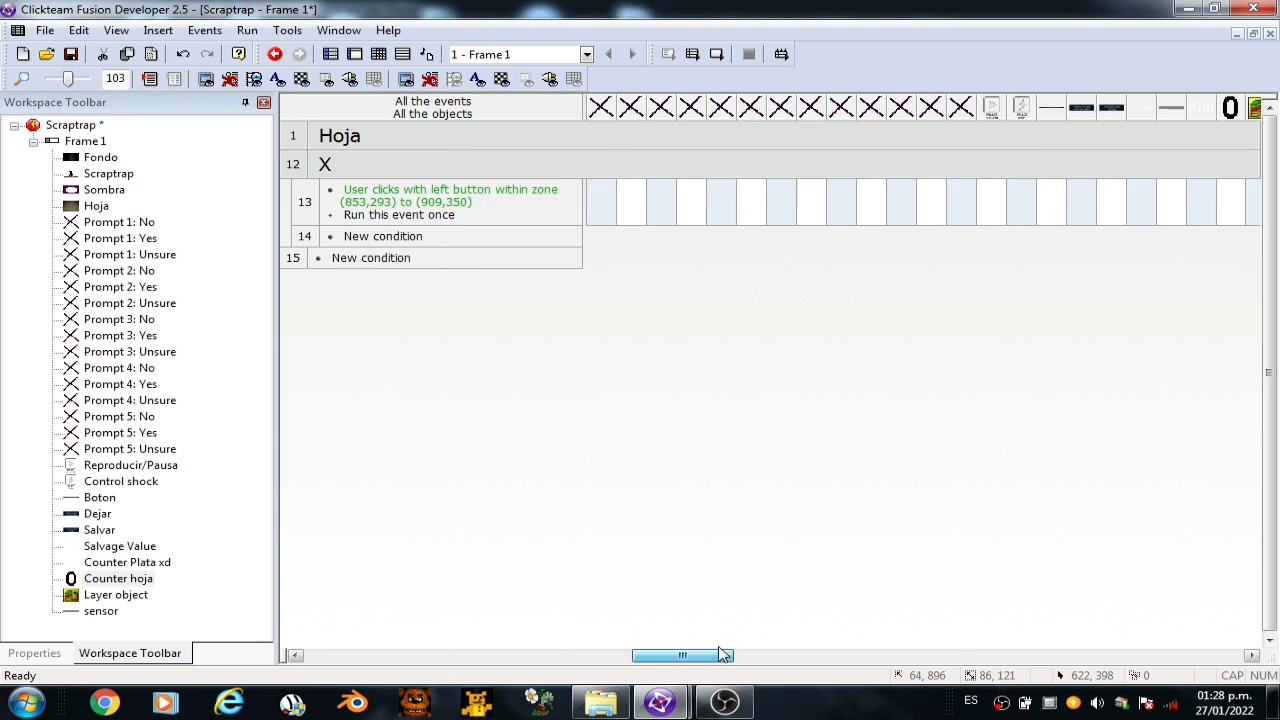 Clickteam Fusion Developer 2.5 - [Scraptrap - Frame 1*]
File Edit View Insert Events Run Tools Window Help
1 - Frame 1
103
Workspace Toolbar
All the events
All the objects
Scraptrap *
Frame 1
Fondo
Scraptrap
Sombra
Hoja
Prompt 1: No
Prompt 1: Yes
Prompt 1: Unsure
Prompt 2: No
Prompt 2: Yes
Prompt 2: Unsure
Prompt 3: No
Prompt 3: Yes
Prompt 3: Unsure
Prompt 4: No
Prompt 4: Yes
Prompt 4: Unsure
Prompt 5: No
Prompt 5: Yes
Prompt 5: Unsure
Reproducir/Pausa
Control shock
Boton
Dejar
Salvar
Salvage Value
Counter Plata xd
0 Counter hoja
Layer object
sensor
0
1 Hoja
12 X
13 User clicks with left button within zone
(853,293) to (909,350)
Run this event once
14 New condition
15 New condition
Properties Workspace Toolbar
Ready 64, 896 86, 121 622, 398 0 CAP NUM
ES 01:28 p.m.
27/01/2022